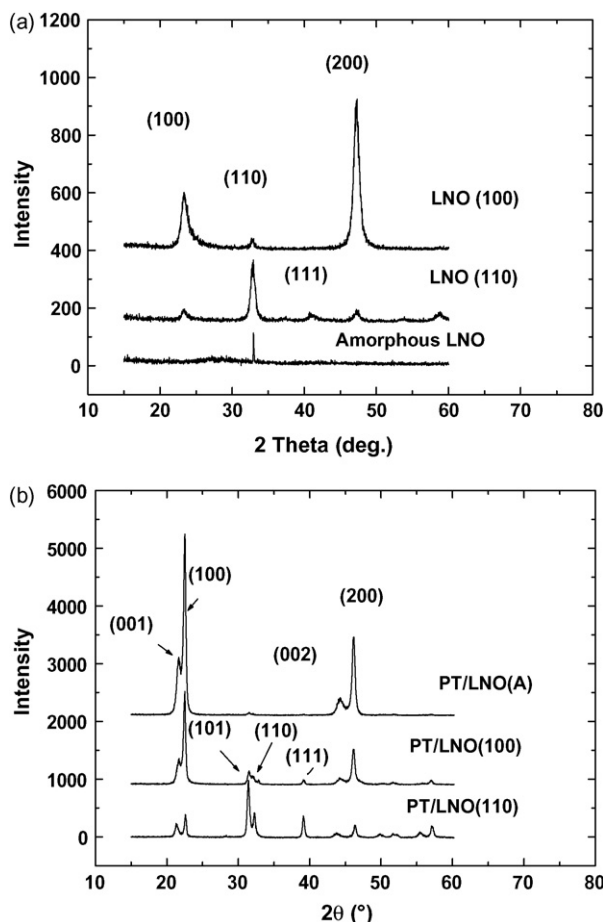 (a)
1200
1000
800
600
400
200
0
Intensity
(200)
(100)
(110)
LNO (100)
(111)
LNO (110)
Amorphous LNO
10 20 30 40 50 60 70 80
2 Theta (deg.)
(b)
6000
5000
4000
3000
2000
1000
0
Intensity
(100)
(001)
(200)
(002)
PT/LNO(A)
(101)
(110)
(111)
PT/LNO(100)
PT/LNO(110)
10 20 30 40 50 60 70 80
2θ (°)